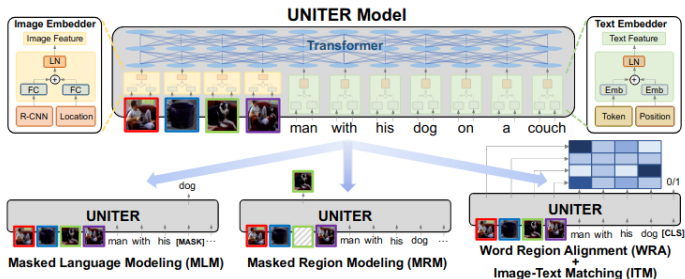 UNITER Model
Image Embedder
Image Feature
LN
FC FC
R-CNN Location
Transformer
Text Embedder
Text Feature
LN
Emb Emb
Token Position
man with his dog on a couch
dog
UNITER
man with his [MASK] ...
Masked Language Modeling (MLM)
UNITER
man with his dog ...
Masked Region Modeling (MRM)
0/1
UNITER
man with his dog [CLS]
Word Region Alignment (WRA)
+
Image-Text Matching (ITM)